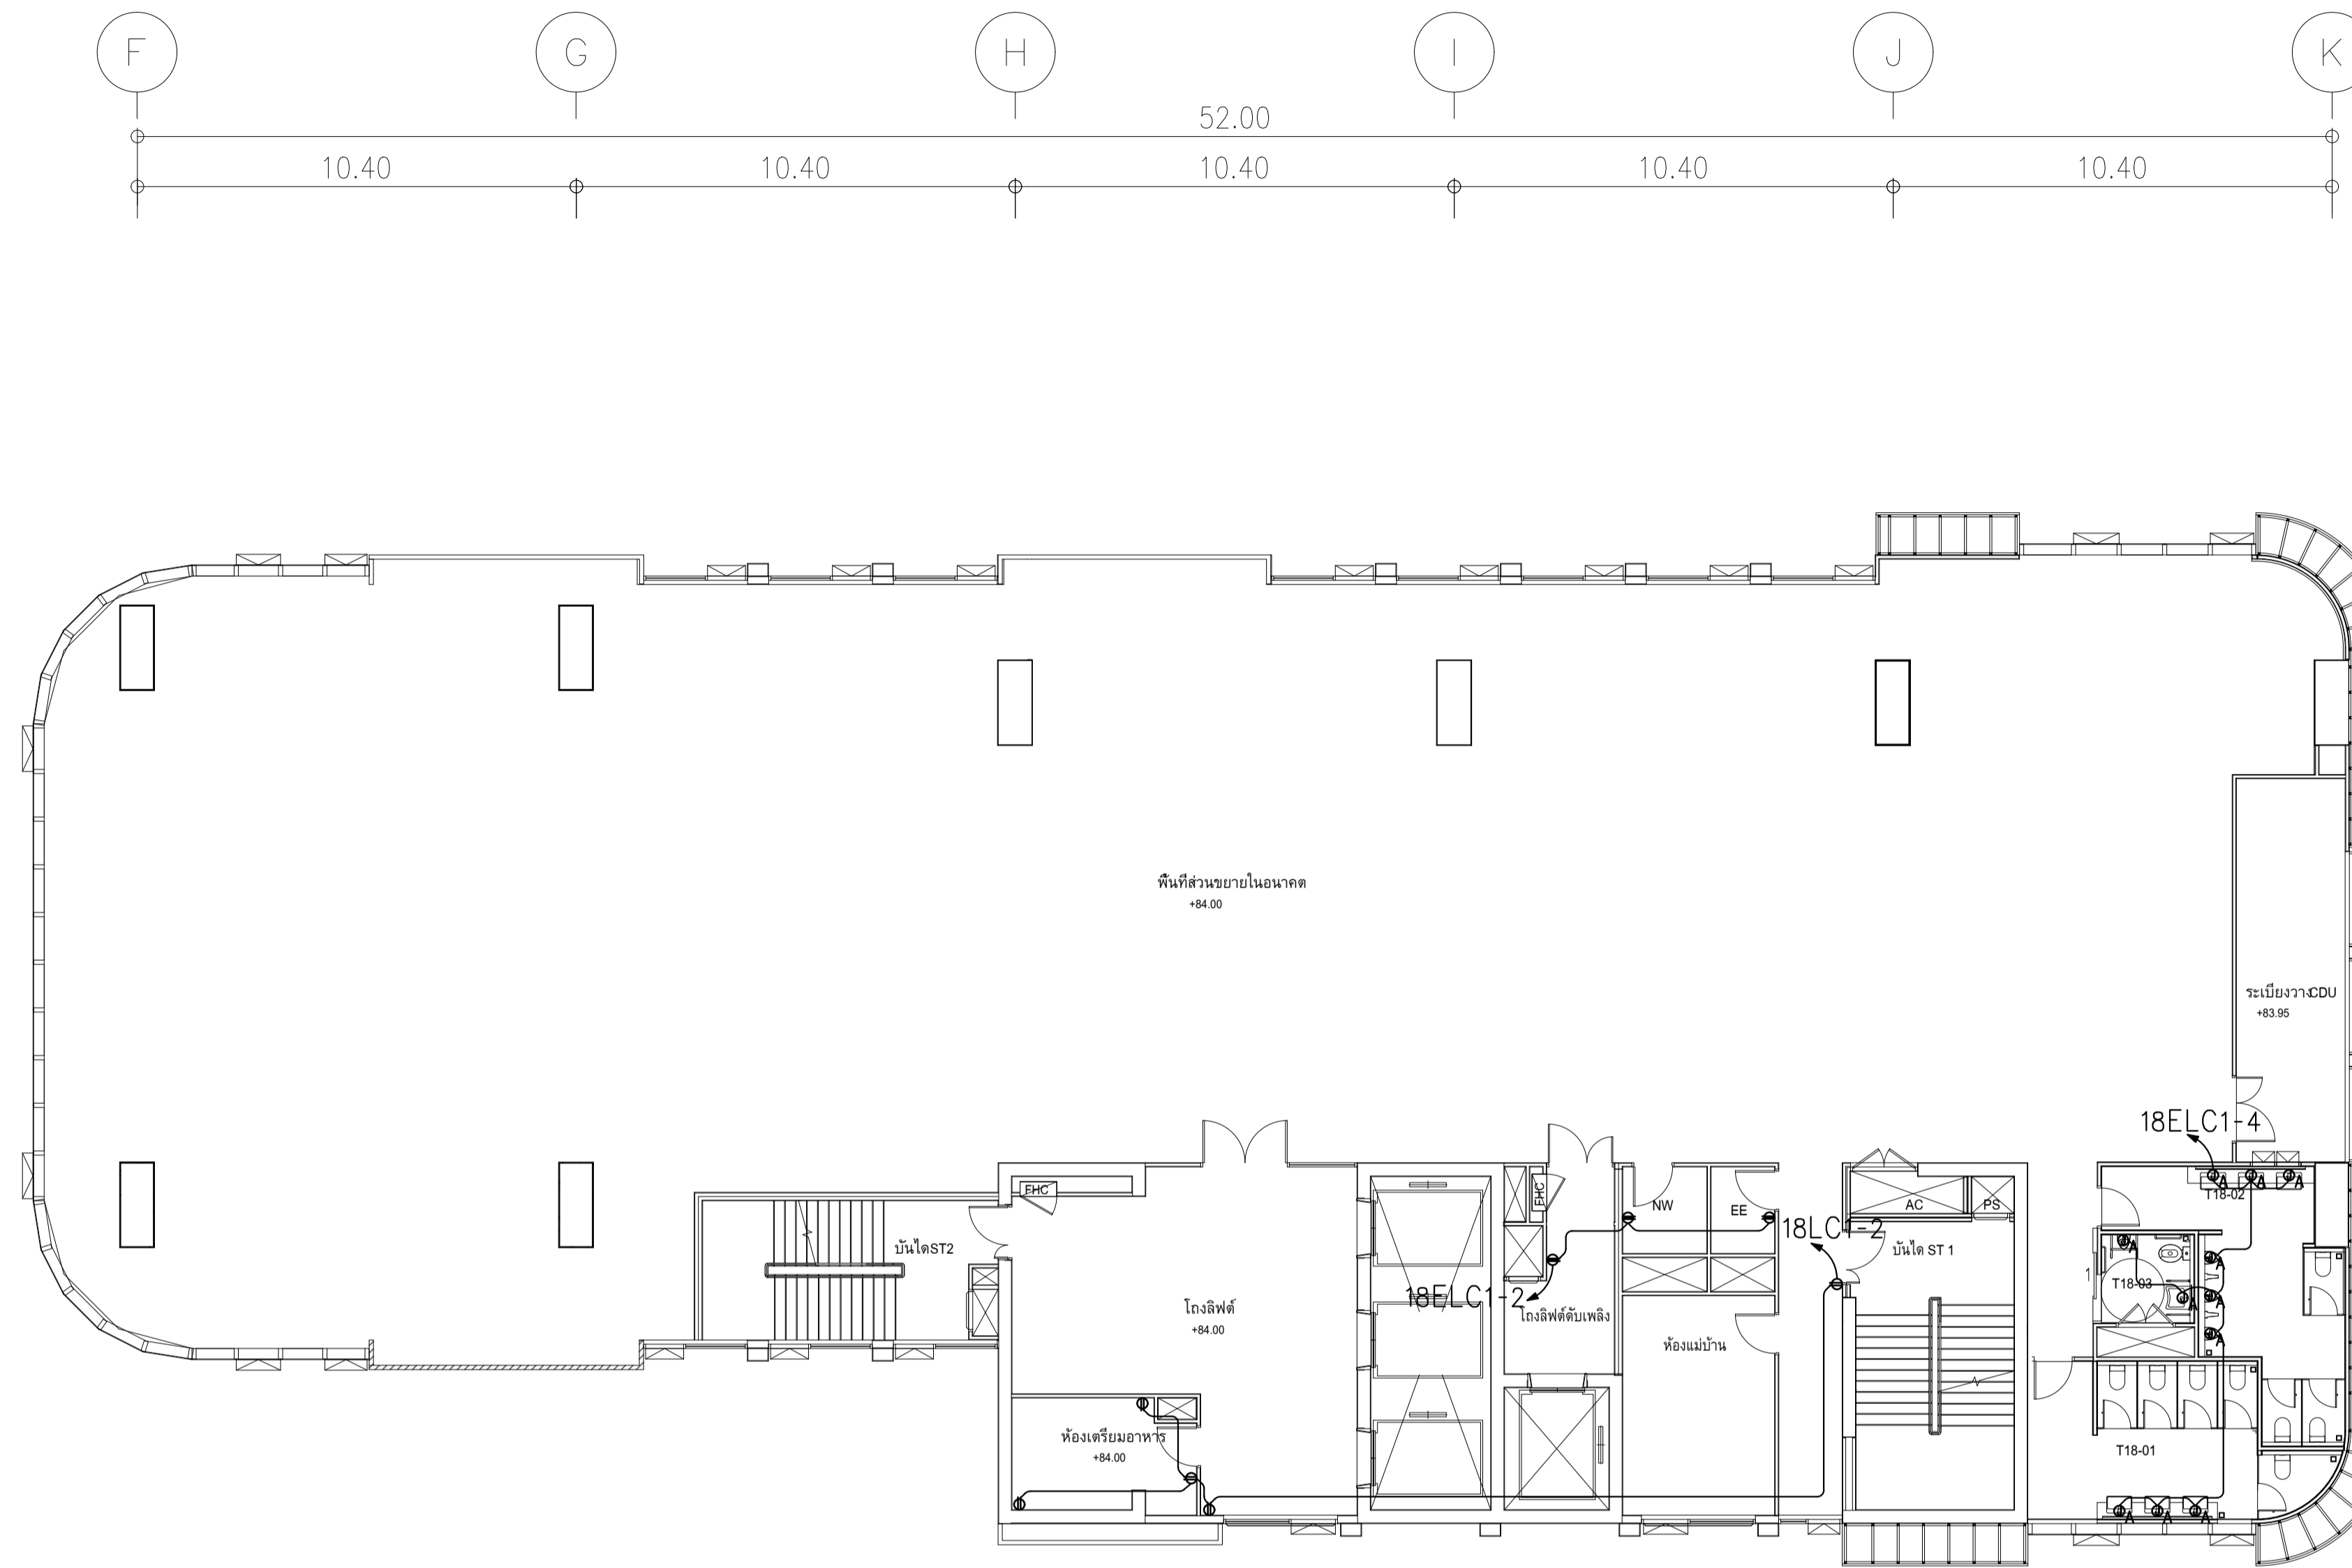 F G H I J K
52.00
10.40 10.40 10.40 10.40 10.40
พื้นที่ส่วนขยายในอนาคต
+84.00
ระเบียงวางCDU
+83.95
18ELC1-4
FHC
FHC
NW
EE
AC
PS
T18-02
A A A
18LC1-2
บันไดST2
บันได ST 1
A
A
T18-03
1
A
A
A
18ELC1-2
โถงลิฟต์
+84.00
โถงลิฟต์ดับเพลิง
ห้องแม่บ้าน
ห้องเตรียมอาหาร
+84.00
T18-01
A A A